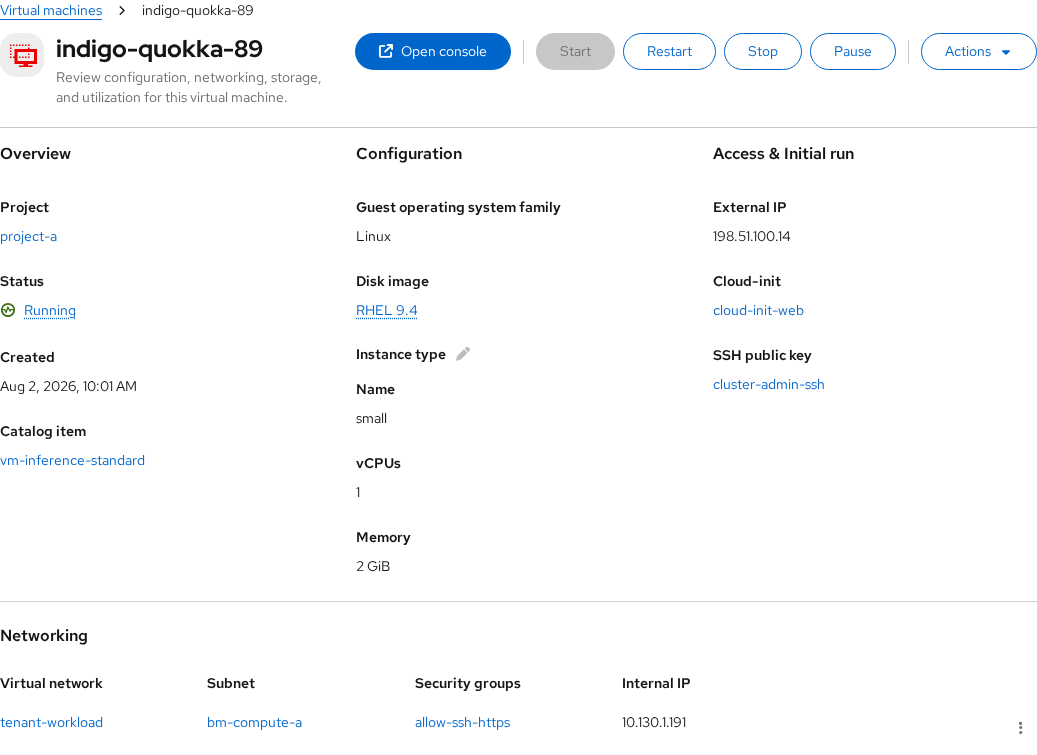 Virtual machines > indigo-quokka-89
indigo-quokka-89
Review configuration, networking, storage,
and utilization for this virtual machine.
Open console
Start
Restart
Stop
Pause
Actions
Overview
Project
project-a
Status
Running
Created
Aug 2, 2026, 10:01 AM
Catalog item
vm-inference-standard
Configuration
Guest operating system family
Linux
Disk image
RHEL 9.4
Instance type
Name
small
vCPUs
1
Memory
2 GiB
Access & Initial run
External IP
198.51.100.14
Cloud-init
cloud-init-web
SSH public key
cluster-admin-ssh
Networking
Virtual network Subnet Security groups Internal IP
tenant-workload bm-compute-a allow-ssh-https 10.130.1.191